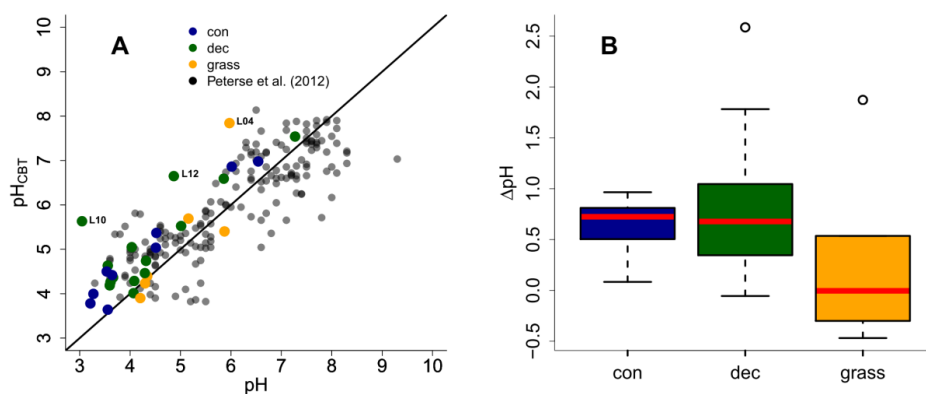 A
con
dec
grass
Peterse et al. (2012)
L04
L12
L10
10
9
8
7
6
5
4
3
pHCBT
3 4 5 6 7 8 9 10
pH
B
2.5
2.0
1.5
1.0
0.5
0.0
−0.5
ΔpH
con dec grass